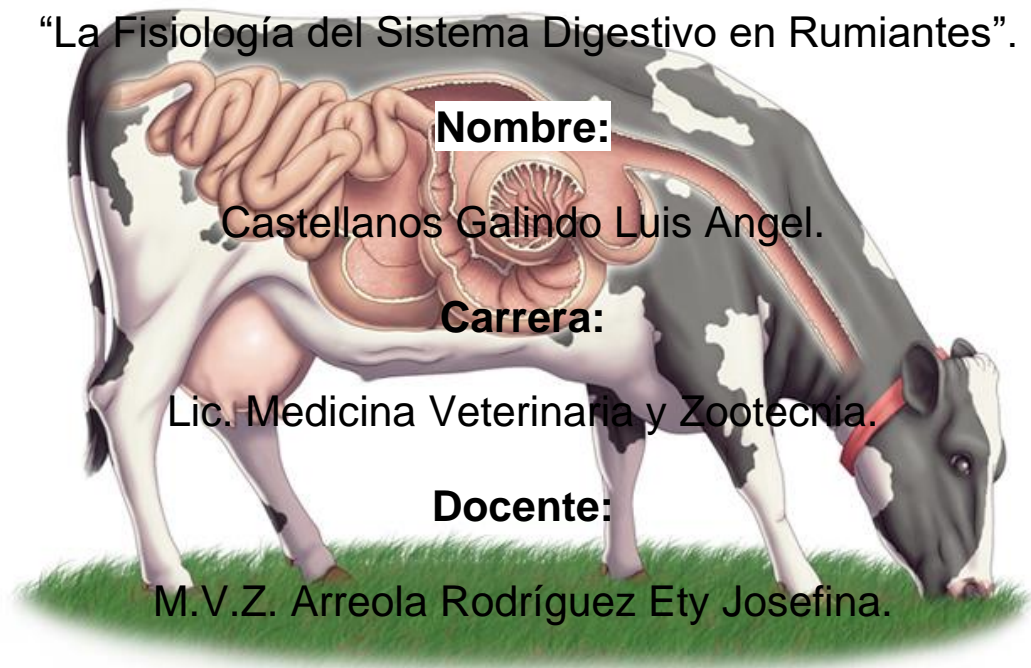 “La Fisiología del Sistema Digestivo en Rumiantes”.
Nombre:
Castellanos Galindo Luis Angel.
Carrera:
Lic. Medicina Veterinaria y Zootecnia.
Docente:
M.V.Z. Arreola Rodríguez Ety Josefina.